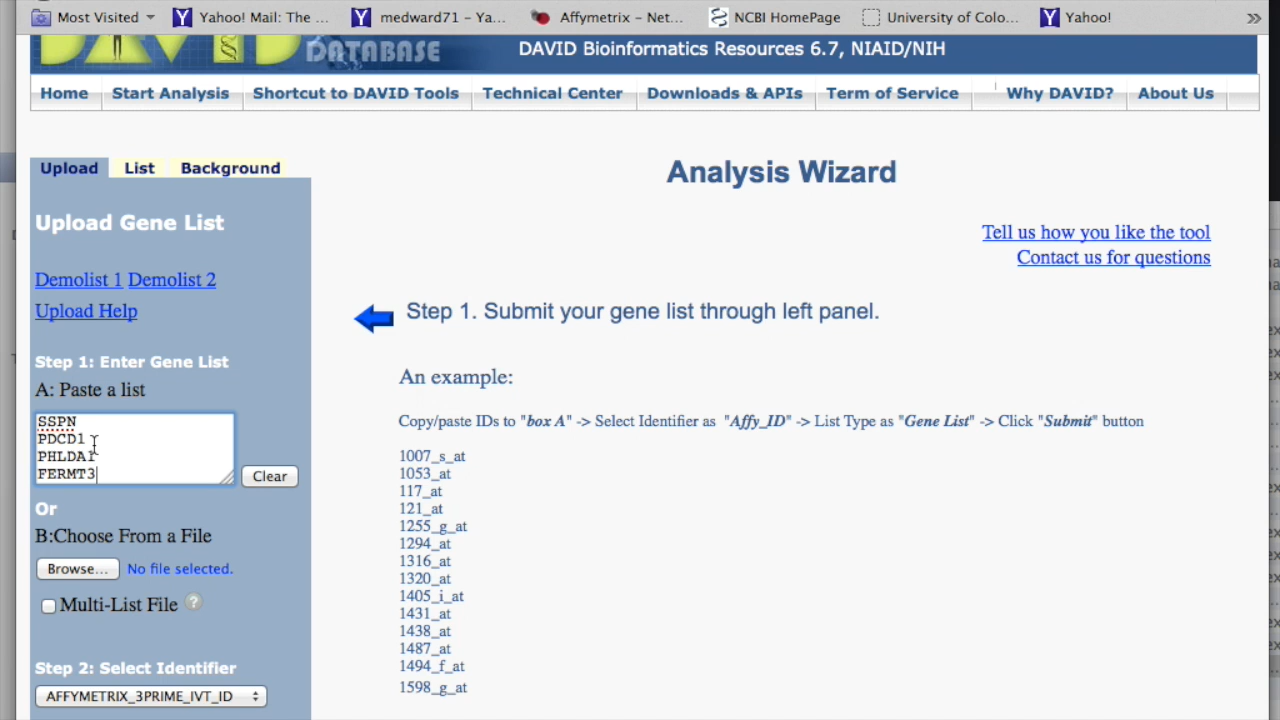 Most Visited Yahoo! Mail: The ... medward71 – Ya... Affymetrix – Net... NCBI HomePage University of Colo... Yahoo! »
DAVID DATABASE DAVID Bioinformatics Resources 6.7, NIAID/NIH
Home Start Analysis Shortcut to DAVID Tools Technical Center Downloads & APIs Term of Service Why DAVID? About Us
Upload List Background
Analysis Wizard
Upload Gene List
Tell us how you like the tool
Contact us for questions
Demolist 1 Demolist 2
Upload Help
Step 1. Submit your gene list through left panel.
Step 1: Enter Gene List
A: Paste a list
An example:
SSPN
PDCD1
PHLDA1
FERMT3
Clear
Copy/paste IDs to "box A" -> Select Identifier as "Affy_ID" -> List Type as "Gene List" -> Click "Submit" button
1007_s_at
1053_at
117_at
121_at
1255_g_at
1294_at
1316_at
1320_at
1405_i_at
1431_at
1438_at
1487_at
1494_f_at
1598_g_at
Or
B:Choose From a File
Browse... No file selected.
Multi-List File ?
Step 2: Select Identifier
AFFYMETRIX_3PRIME_IVT_ID